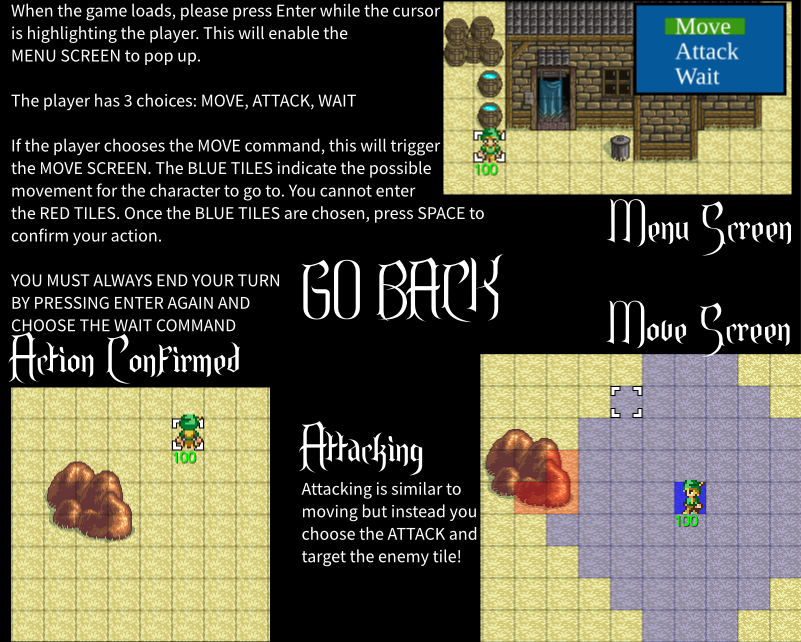 When the game loads, please press Enter while the cursor
is highlighting the player. This will enable the
MENU SCREEN to pop up.
The player has 3 choices: MOVE, ATTACK, WAIT
If the player chooses the MOVE command, this will trigger
the MOVE SCREEN. The BLUE TILES indicate the possible
movement for the character to go to. You cannot enter
the RED TILES. Once the BLUE TILES are chosen, press SPACE to
confirm your action.
YOU MUST ALWAYS END YOUR TURN
BY PRESSING ENTER AGAIN AND
CHOOSE THE WAIT COMMAND
Move
Attack
Wait
100
Menu Screen
GO BACK
Move Screen
Action Confirmed
100
Attacking
Attacking is similar to
moving but instead you
choose the ATTACK and
target the enemy tile!
100